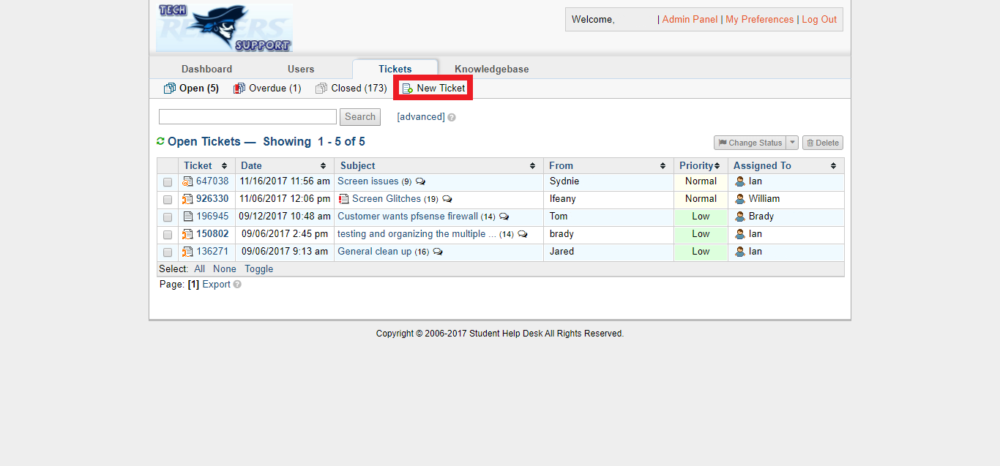 TECH
REAVERS
SUPPORT
Welcome, | Admin Panel | My Preferences | Log Out
Dashboard Users Tickets Knowledgebase
Open (5) Overdue (1) Closed (173) New Ticket
Search [advanced] ?
Open Tickets — Showing 1 - 5 of 5 Change Status Delete
Ticket Date Subject From Priority Assigned To
647038 11/16/2017 11:56 am Screen issues (9) Sydnie Normal Ian
926330 11/06/2017 12:06 pm Screen Glitches (19) Ifeany Normal William
196945 09/12/2017 10:48 am Customer wants pfsense firewall (14) Tom Low Brady
150802 09/06/2017 2:45 pm testing and organizing the multiple ... (14) brady Low Ian
136271 09/06/2017 9:13 am General clean up (16) Jared Low Ian
Select: All None Toggle
Page: [1] Export ?
Copyright © 2006-2017 Student Help Desk All Rights Reserved.